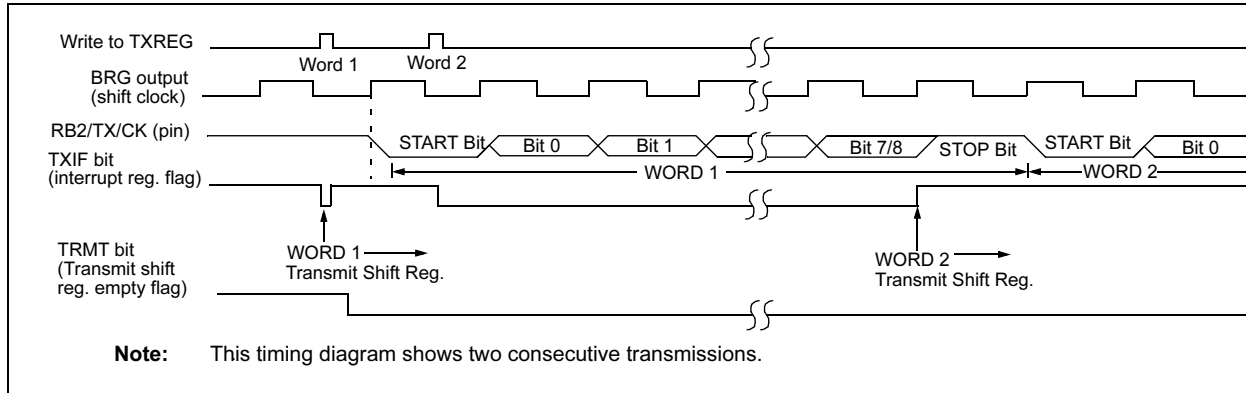 Write to TXREG
Word 1
Word 2
BRG output
(shift clock)
RB2/TX/CK (pin)
START Bit
Bit 0
Bit 1
Bit 7/8
STOP Bit
START Bit
Bit 0
TXIF bit
(interrupt reg. flag)
WORD 1
WORD 2
WORD 1
Transmit Shift Reg.
WORD 2
Transmit Shift Reg.
TRMT bit
(Transmit shift
reg. empty flag)
Note: This timing diagram shows two consecutive transmissions.